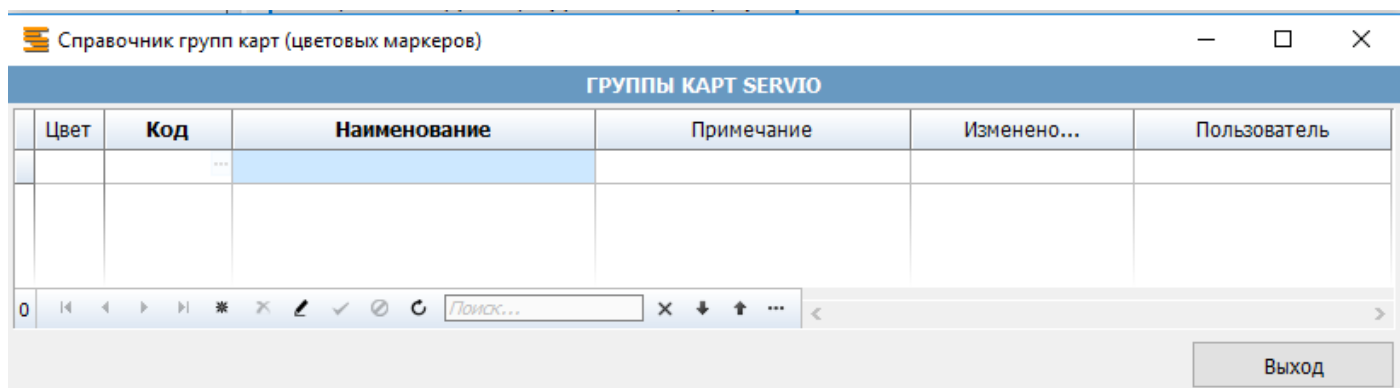 Справочник групп карт (цветовых маркеров)
ГРУППЫ КАРТ SERVIO
Цвет Код Наименование Примечание Изменено... Пользователь
...
0 Поиск... ...
Выход